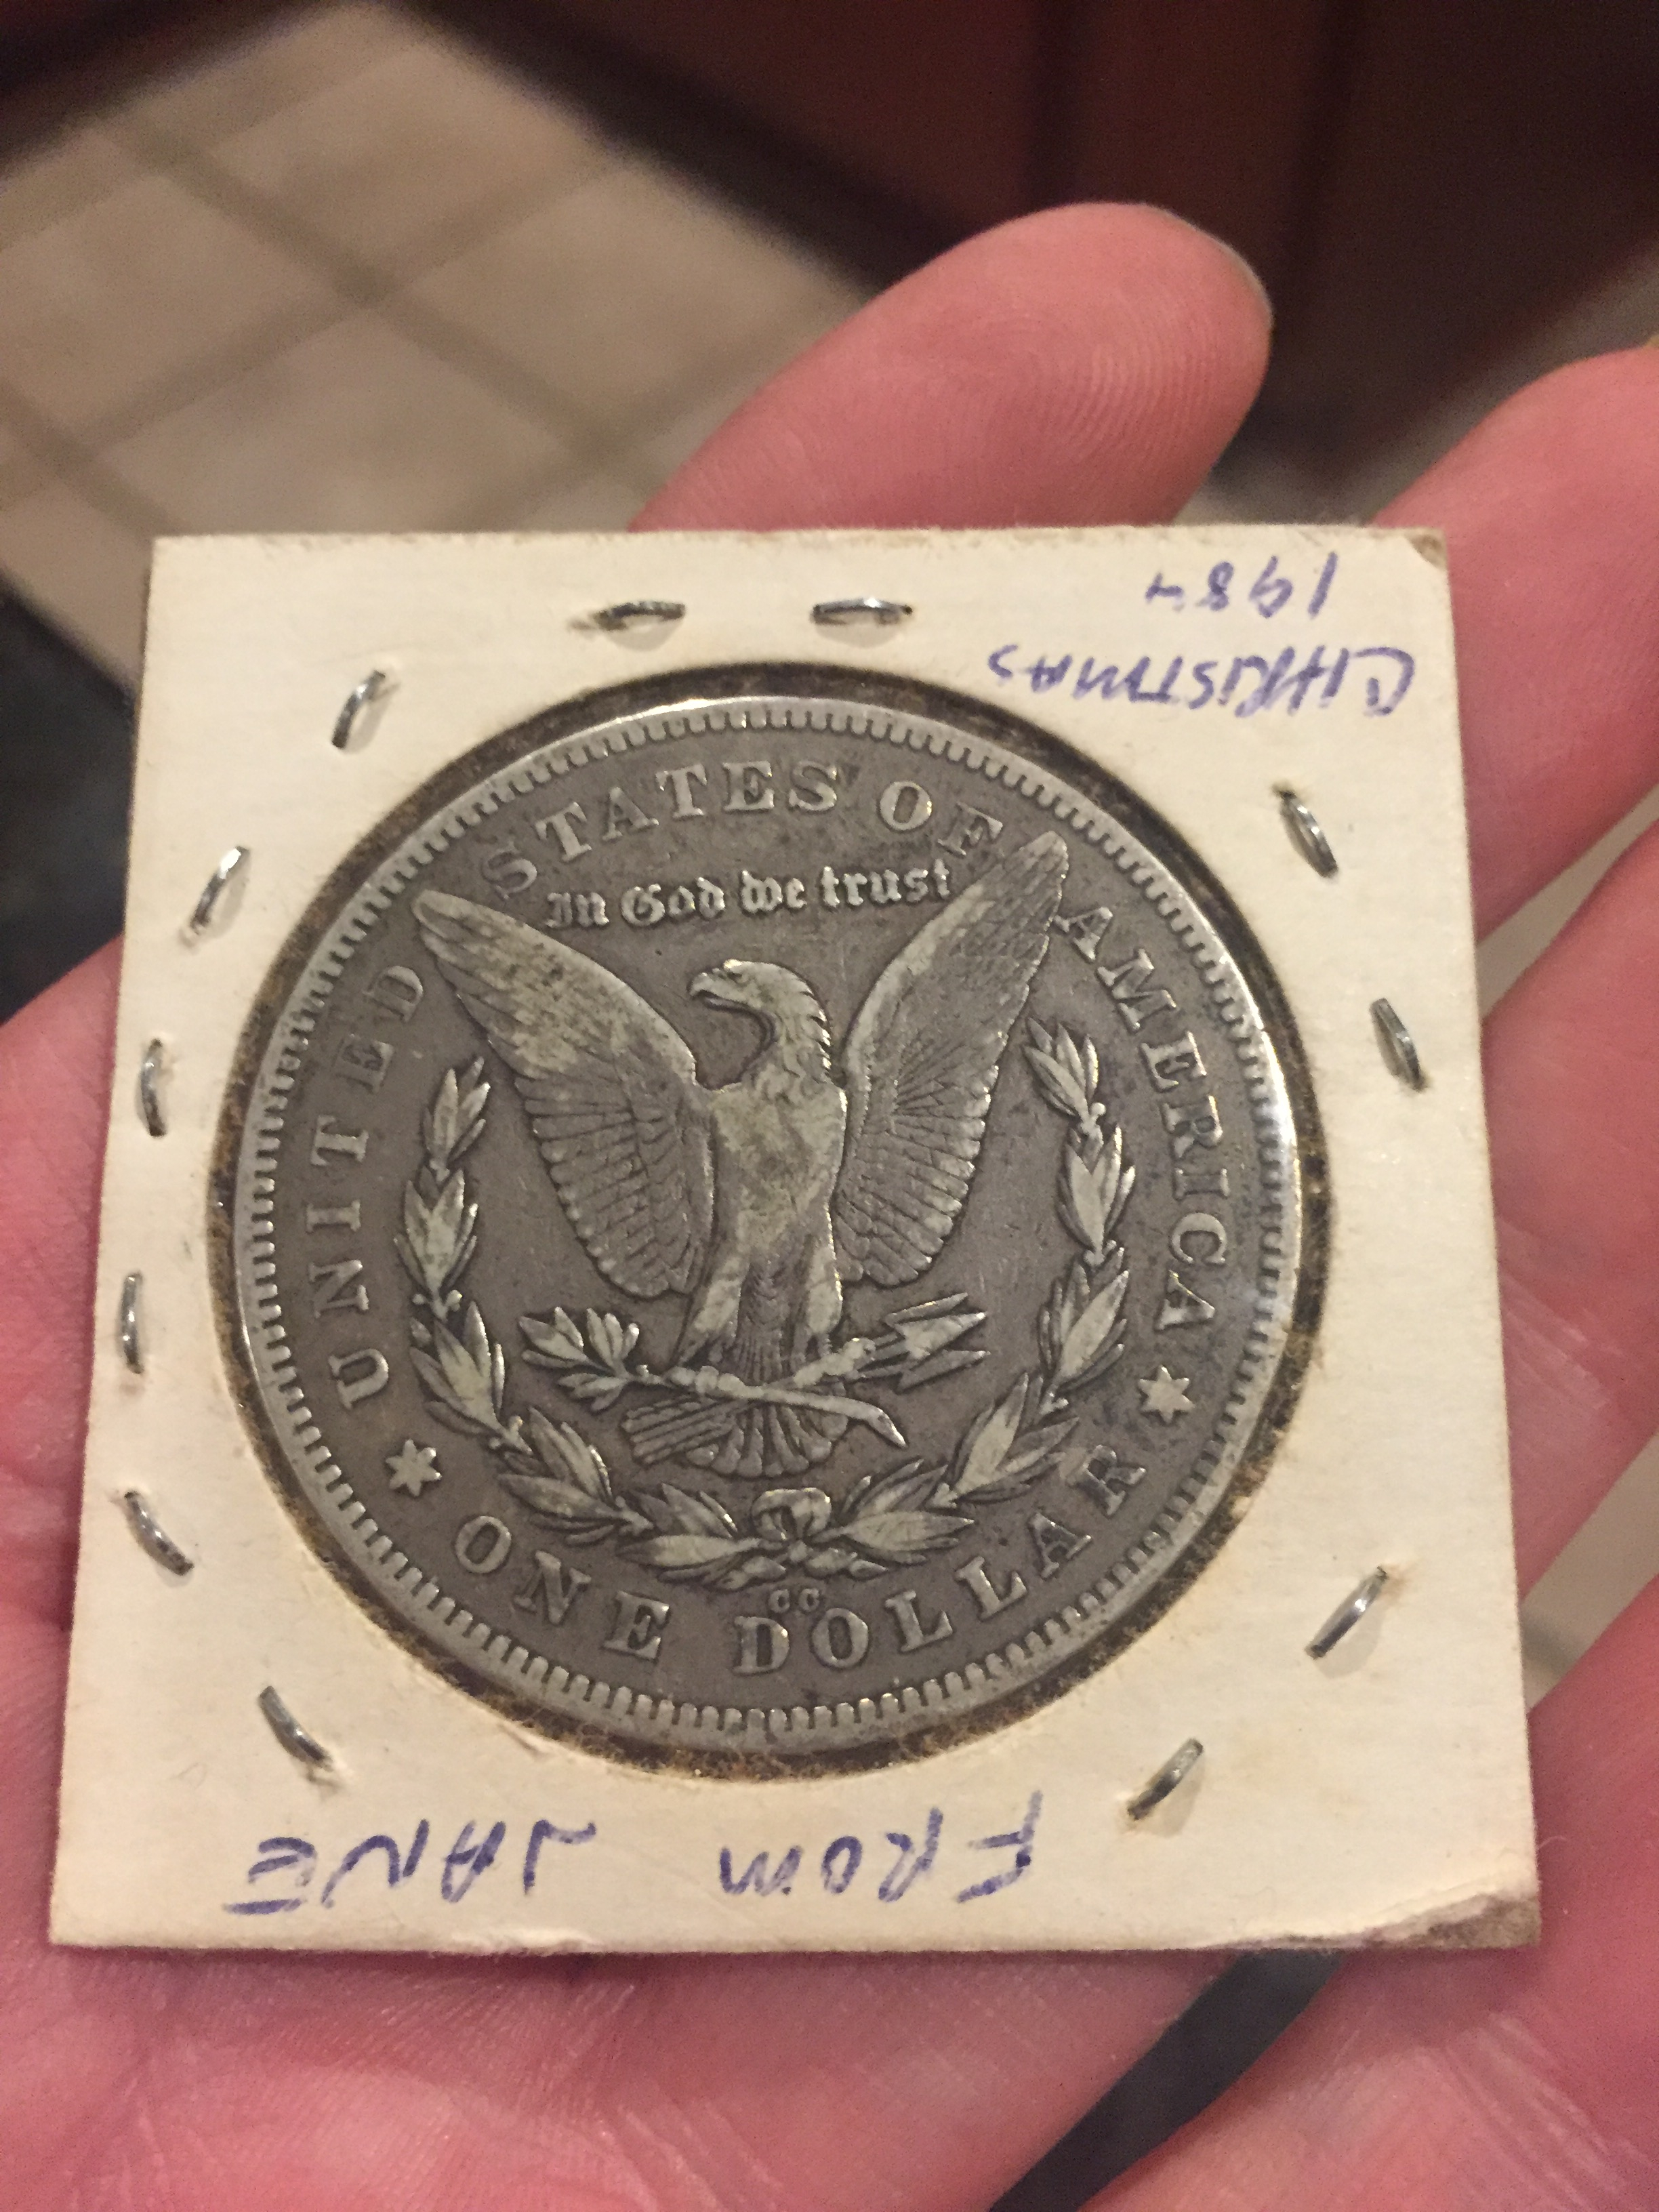 1984
CHRISTMAS
UNITED STATES OF AMERICA
In God we trust
CC
ONE DOLLAR
FROM JANE